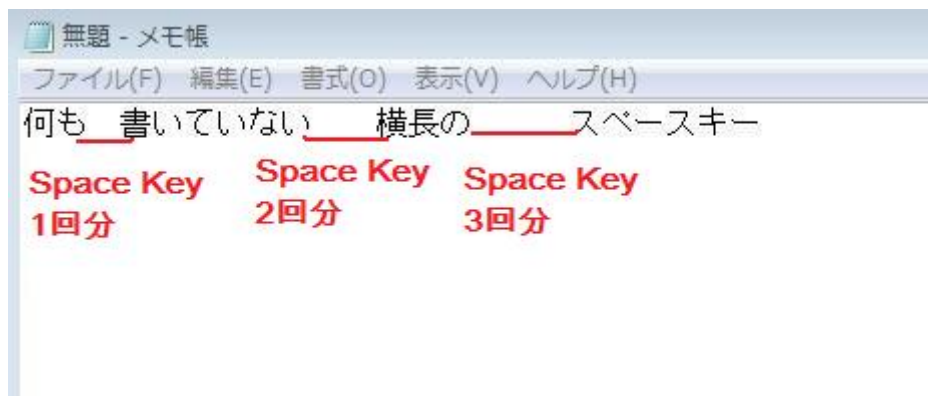 無題 - メモ帳
ファイル(F) 編集(E) 書式(O) 表示(V) ヘルプ(H)
何も　書いていない　　横長の　　　スペースキー
Space Key Space Key Space Key
1回分 2回分 3回分